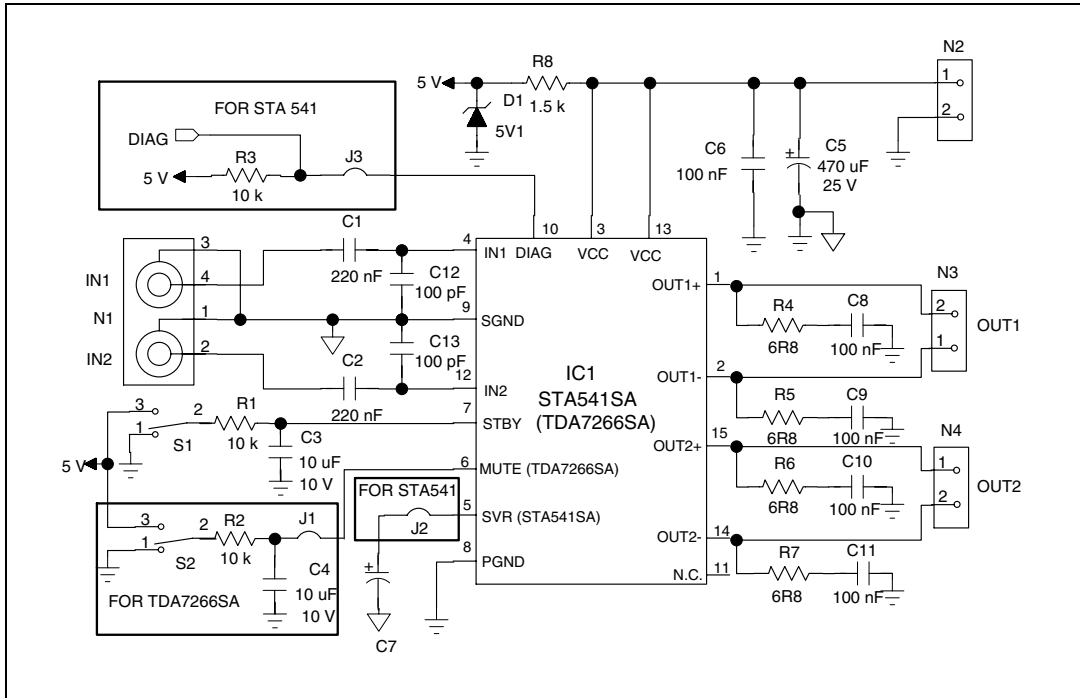 N2
R8
5 V
1
D1
1.5 k
FOR STA 541
5V1
2
DIAG
C6
100 nF
+
C5
470 uF
25 V
R3
J3
5 V
10 k
C1
10
3
13
3
4
IN1
DIAG
VCC
VCC
IN1
4
220 nF
C12
100 pF
1
OUT1+
N3
R4
C8
2
OUT1
N1
1
9
SGND
6R8
100 nF
1
IN2
2
C13
100 pF
C2
12
IN2
IC1
STA541SA
(TDA7266SA)
2
OUT1-
R5
C9
220 nF
3
2
R1
7
STBY
6R8
100 nF
15
OUT2+
N4
1
S1
10 k
C3
10 uF
10 V
R6
C10
1
OUT2
5 V
6
MUTE (TDA7266SA)
6R8
100 nF
2
FOR STA541
3
2
R2
J1
5
SVR (STA541SA)
J2
14
OUT2-
1
S2
10 k
8
PGND
R7
C11
N.C.
11
C4
10 uF
10 V
+
6R8
100 nF
FOR TDA7266SA
C7